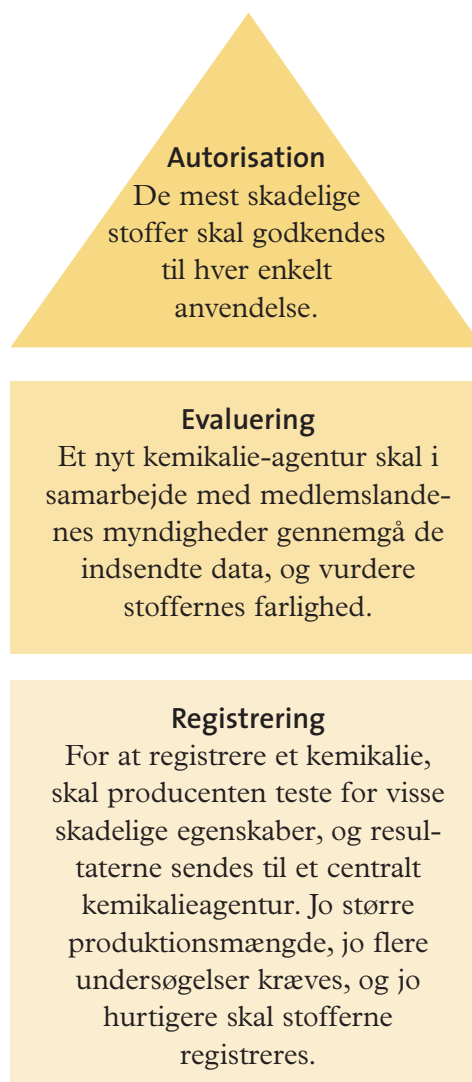 Autorisation
De mest skadelige
stoffer skal godkendes
til hver enkelt
anvendelse.
Evaluering
Et nyt kemikalie-agentur skal i
samarbejde med medlemslande-
nes myndigheder gennemgå de
indsendte data, og vurdere
stoffernes farlighed.
Registrering
For at registrere et kemikalie,
skal producenten teste for visse
skadelige egenskaber, og resul-
taterne sendes til et centralt
kemikalieagentur. Jo større
produktionsmængde, jo flere
undersøgelser kræves, og jo
hurtigere skal stofferne
registreres.